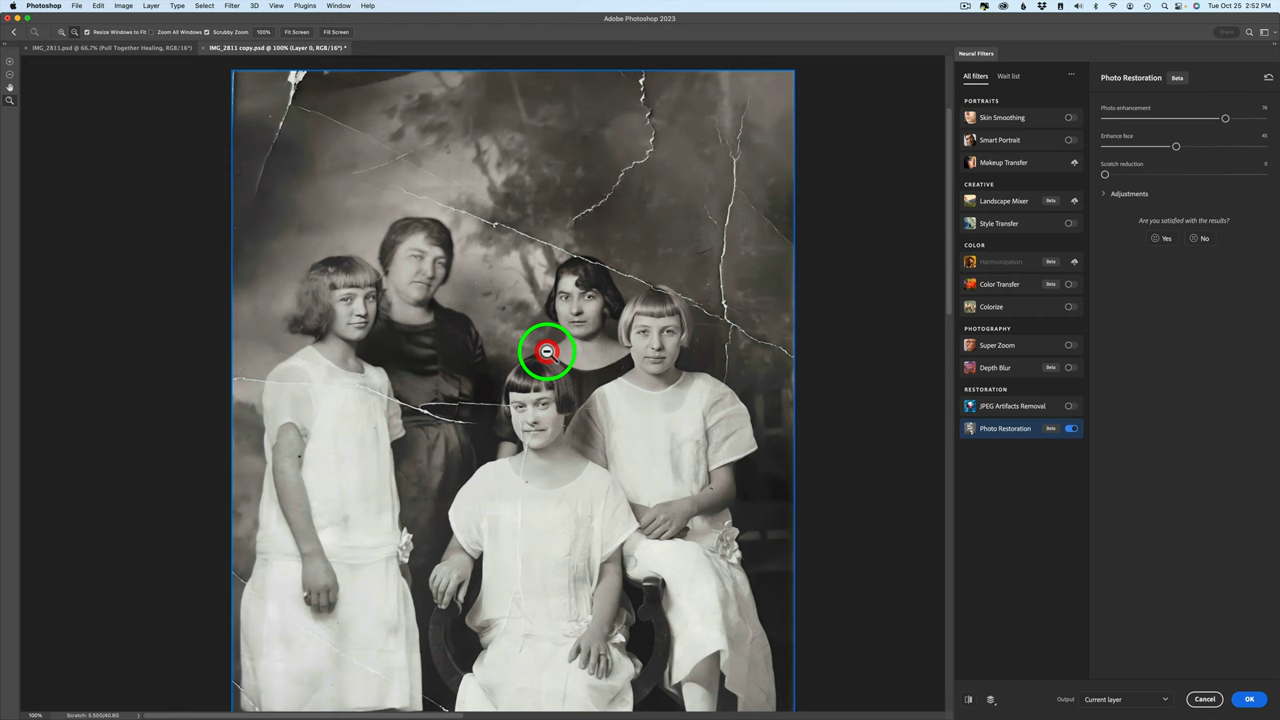 Photoshop File Edit Image Layer Type Select Filter 3D View Plugins Window Help Tue Oct 25 2:52 PM
Adobe Photoshop 2023
Resize Windows to Fit Zoom All Windows Scrubby Zoom 100% Fit Screen Fill Screen Share
IMG_2811.psd @ 66.7% (Pull Together Healing, RGB/16*) IMG_2811 copy.psd @ 100% (Layer 0, RGB/16*) *
Neural Filters
All filters Wait list
Photo Restoration Beta
PORTRAITS
Skin Smoothing
Smart Portrait
Makeup Transfer
CREATIVE
Landscape Mixer Beta
Style Transfer
COLOR
Harmonization Beta
Color Transfer Beta
Colorize
PHOTOGRAPHY
Super Zoom
Depth Blur Beta
RESTORATION
JPEG Artifacts Removal
Photo Restoration Beta
Photo enhancement 76
Enhance face 45
Scratch reduction 0
Adjustments
Are you satisfied with the results?
Yes No
Output Current layer Cancel OK
100% Scratch: 5.50G/40.8G